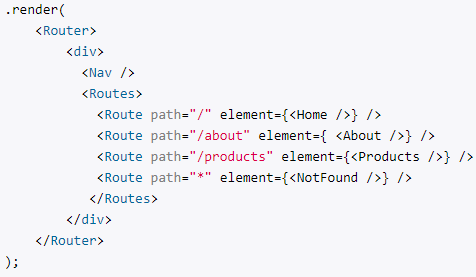 .render(
    <Router>
        <div>
          <Nav />
          <Routes>
            <Route path="/" element={<Home />} />
            <Route path="/about" element={ <About />} />
            <Route path="/products" element={<Products />} />
            <Route path="*" element={<NotFound />} />
           </Routes>
        </div>
    </Router>
);